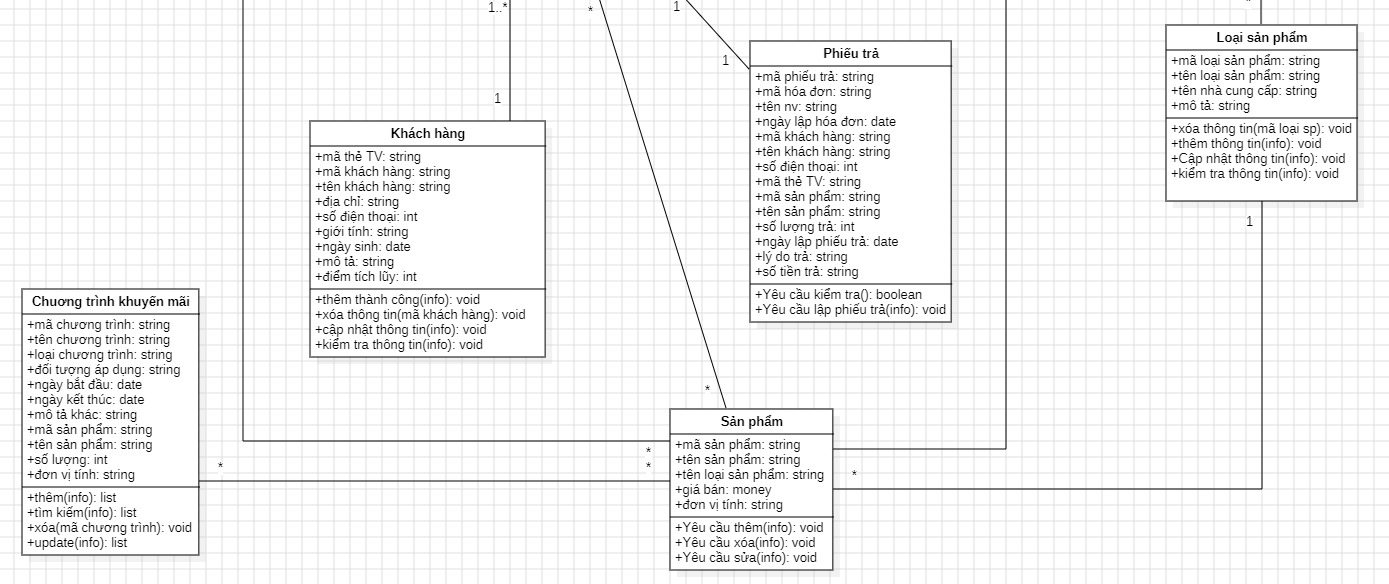 1..*
*
1
*
1
1
Phiếu trả
+mã phiếu trả: string
+mã hóa đơn: string
+tên nv: string
+ngày lập hóa đơn: date
+mã khách hàng: string
+tên khách hàng: string
+số điện thoại: int
+mã thẻ TV: string
+mã sản phẩm: string
+tên sản phẩm: string
+số lượng trả: int
+ngày lập phiếu trả: date
+lý do trả: string
+số tiền trả: string
+Yêu cầu kiểm tra(): boolean
+Yêu cầu lập phiếu trả(info): void
Loại sản phẩm
+mã loại sản phẩm: string
+tên loại sản phẩm: string
+tên nhà cung cấp: string
+mô tả: string
+xóa thông tin(mã loại sp): void
+thêm thông tin(info): void
+Cập nhật thông tin(info): void
+kiểm tra thông tin(info): void
1
Khách hàng
+mã thẻ TV: string
+mã khách hàng: string
+tên khách hàng: string
+địa chỉ: string
+số điện thoại: int
+giới tính: string
+ngày sinh: date
+mô tả: string
+điểm tích lũy: int
+thêm thành công(info): void
+xóa thông tin(mã khách hàng): void
+cập nhật thông tin(info): void
+kiểm tra thông tin(info): void
Chương trình khuyến mãi
+mã chương trình: string
+tên chương trình: string
+loại chương trình: string
+đối tượng áp dụng: string
+ngày bắt đầu: date
+ngày kết thúc: date
+mô tả khác: string
+mã sản phẩm: string
+tên sản phẩm: string
+số lượng: int
+đơn vị tính: string
+thêm(info): list
+tìm kiếm(info): list
+xóa(mã chương trình): void
+update(info): list
*
*
*
*
*
Sản phẩm
+mã sản phẩm: string
+tên sản phẩm: string
+tên loại sản phẩm: string
+giá bán: money
+đơn vị tính: string
+Yêu cầu thêm(info): void
+Yêu cầu xóa(info): void
+Yêu cầu sửa(info): void